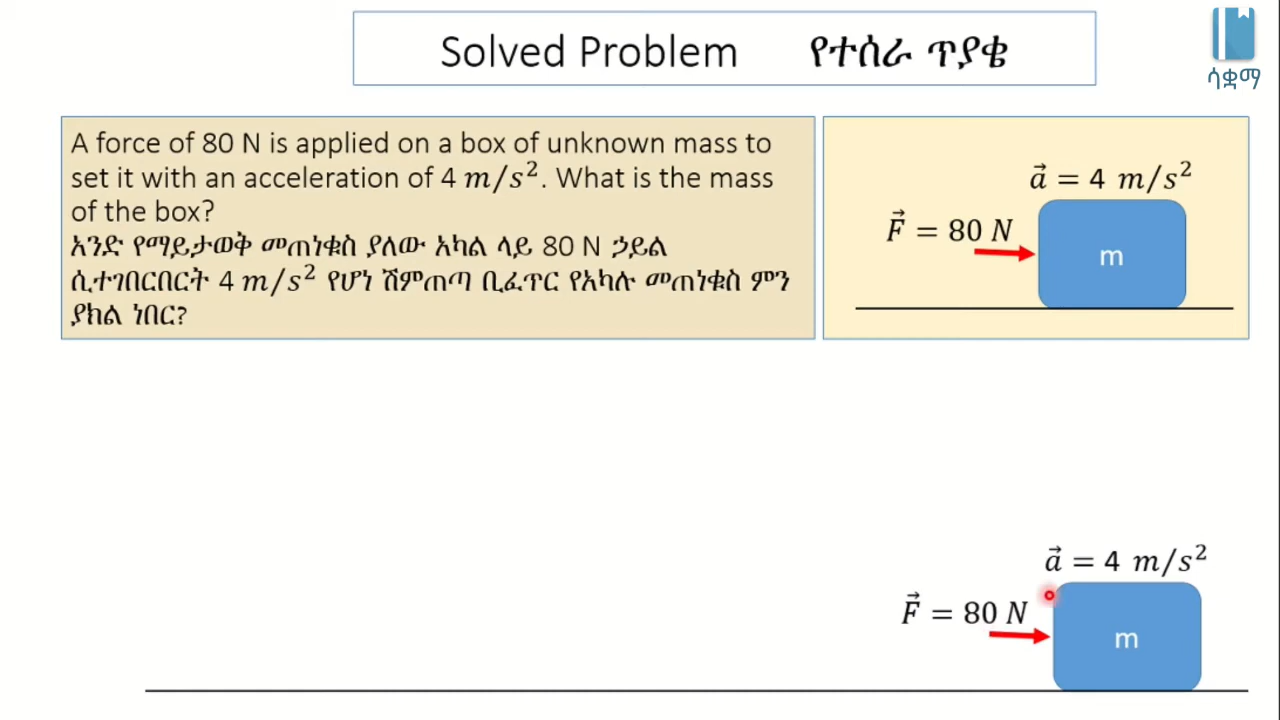 Solved Problem የተሰራ ጥያቄ
ሳቋማ
A force of 80 N is applied on a box of unknown mass to
set it with an acceleration of 4 m/s². What is the mass
of the box?
አንድ የማይታወቅ መጠነቁስ ያለው አካል ላይ 80 N ኃይል
ሲተገበርበርት 4 m/s² የሆነ ሽምጠጣ ቢፈጥር የአካሉ መጠነቁስ ምን
ያክል ነበር?
a⃗ = 4 m/s²
F⃗ = 80 N
m
a⃗ = 4 m/s²
F⃗ = 80 N
m